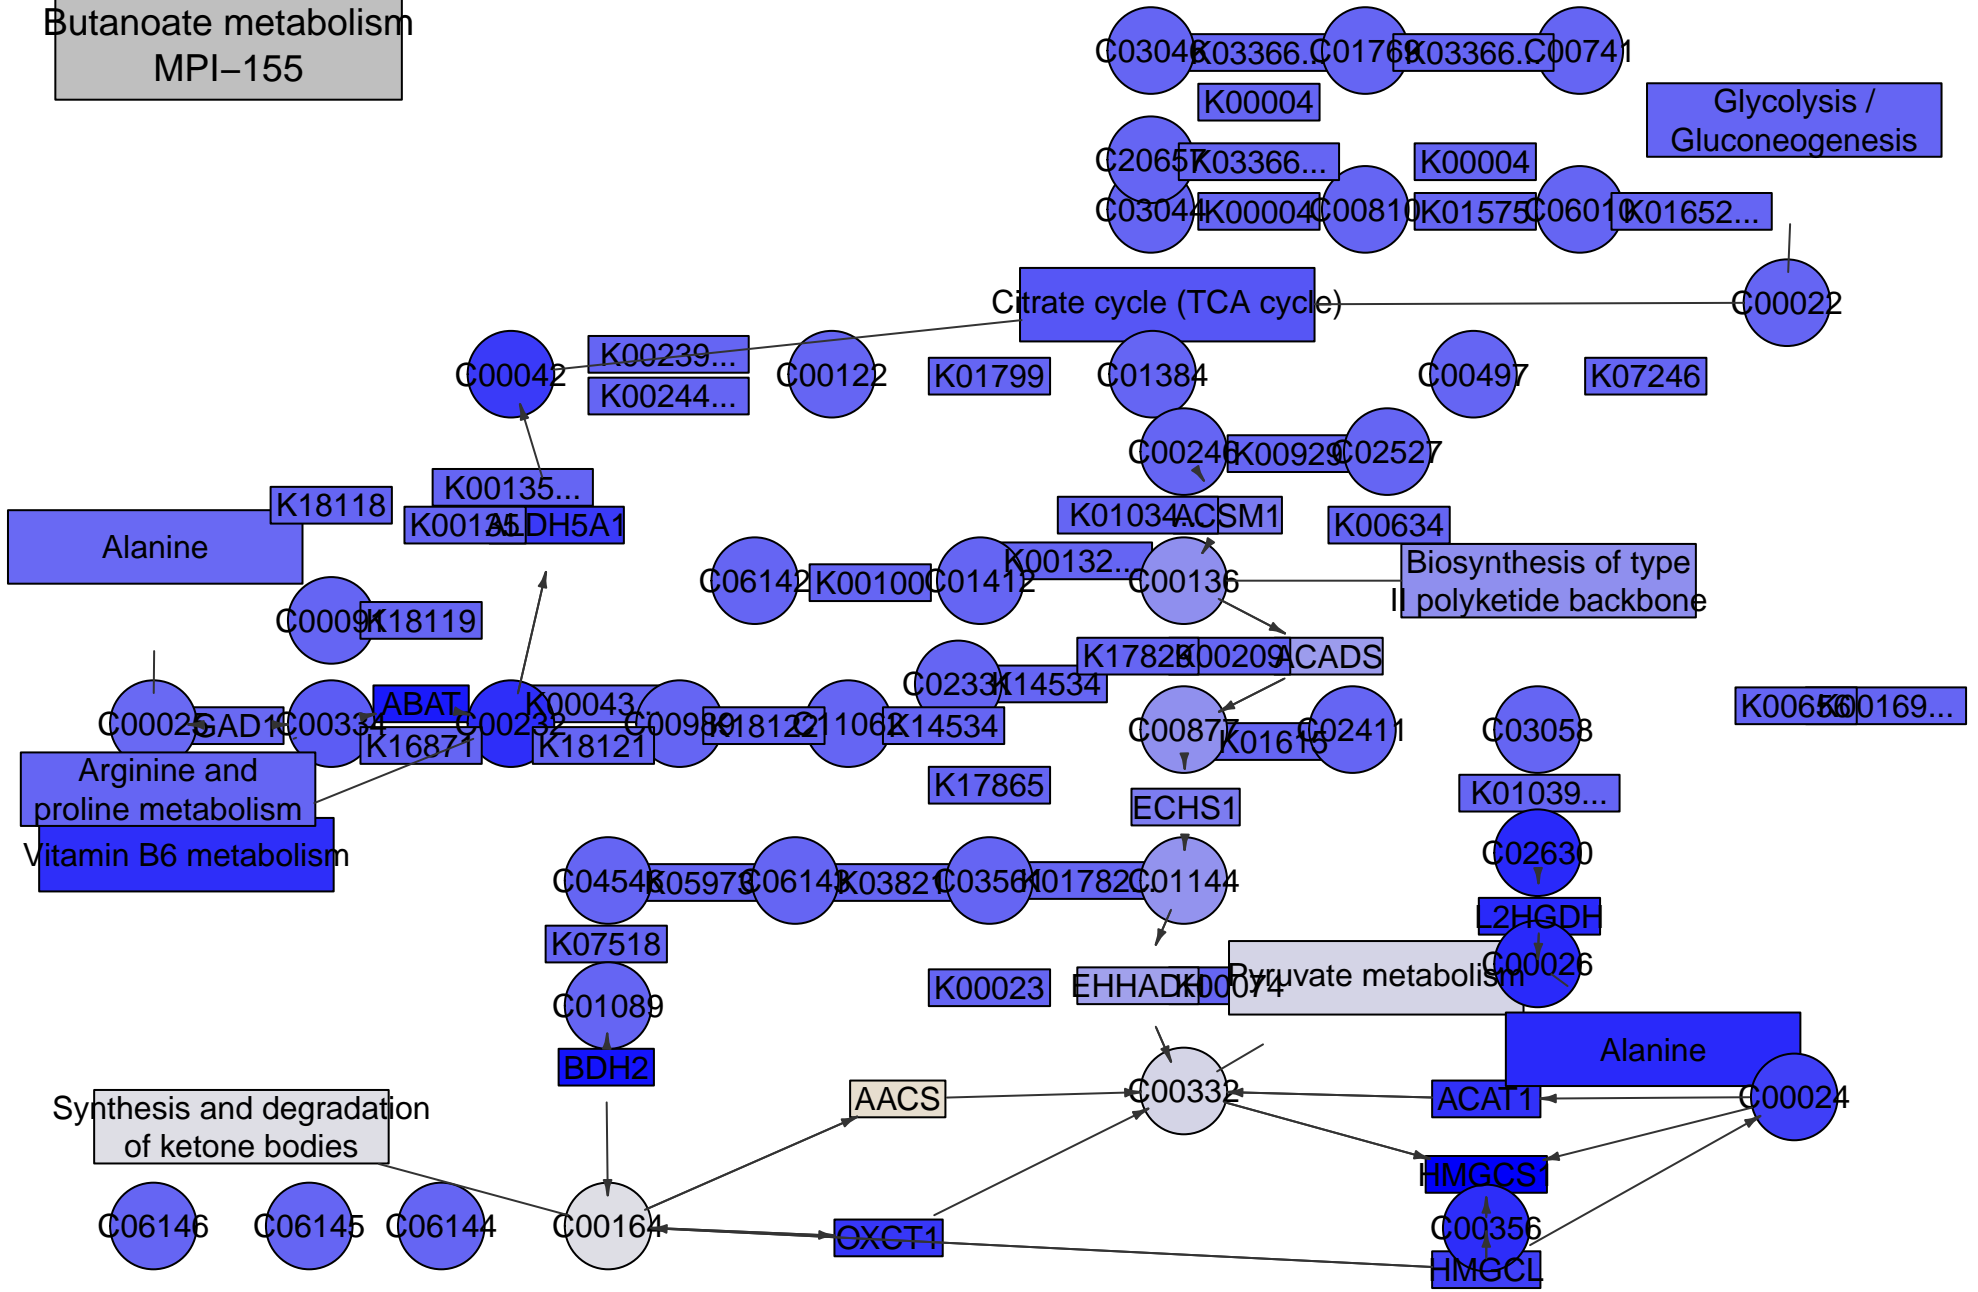 Butanoate metabolism
MPI−155
C03046
K03366...
C01769
K03366...
C00741
K00004
Glycolysis /
Gluconeogenesis
C20657
K03366...
K00004
C03044
K00004
C00810
K01575
C06010
K01652...
Citrate cycle (TCA cycle)
C00022
C00042
K00239...
K00244...
C00122
K01799
C01384
C00497
K07246
C00246
K00929
C02527
K18118
K00135...
K00135
ALDH5A1
K01034...
ACSM1
K00634
Alanine
C06142
K00100
C01412
K00132...
C00136
Biosynthesis of type
II polyketide backbone
C00091
K18119
K17829
K00209
ACADS
C02331
K14534
C00025
GAD1
C00334
ABAT
K16871
C00232
K00043...
K18121
C00989
K18122
C11062
K14534
C00877
K01615
C02411
C03058
K00656
K00169...
Arginine and
proline metabolism
K17865
ECHS1
K01039...
Vitamin B6 metabolism
C04546
K05973
C06143
K03821
C03561
K01782...
C01144
C02630
L2HGDH
K07518
C01089
K00023
EHHADH
K00074
Pyruvate metabolism
C00026
BDH2
Alanine
Synthesis and degradation
of ketone bodies
AACS
C00332
ACAT1
C00024
HMGCS1
C06146
C06145
C06144
C00164
OXCT1
C00356
HMGCL